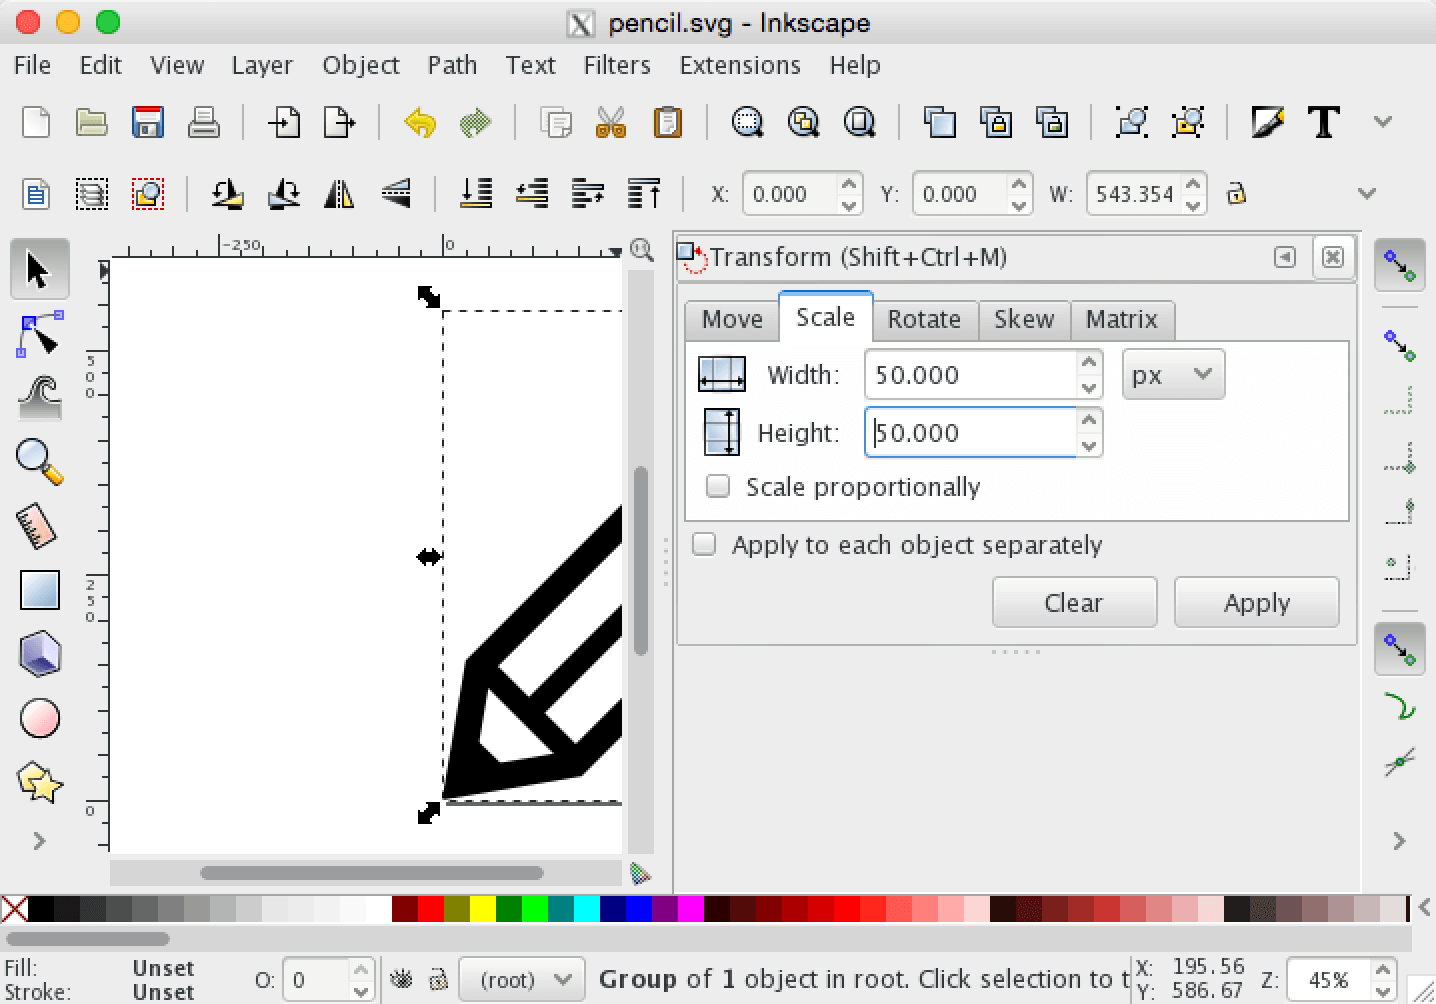 pencil.svg - Inkscape
File Edit View Layer Object Path Text Filters Extensions Help
X: 0.000 Y: 0.000 W: 543.354
-250 0
Transform (Shift+Ctrl+M)
Move Scale Rotate Skew Matrix
Width: 50.000 px
Height: 50.000
Scale proportionally
Apply to each object separately
Clear Apply
500
250
0
Fill: Unset
Stroke: Unset
O: 0
(root)
Group of 1 object in root. Click selection to t
X: 195.56
Y: 586.67
Z: 45%